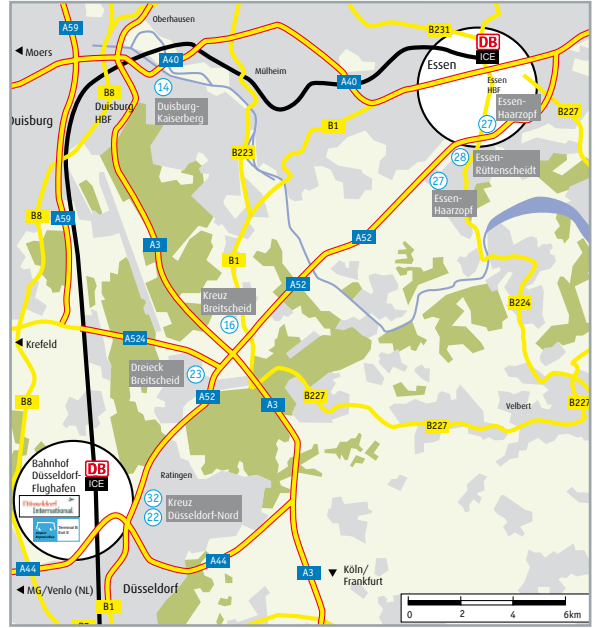 Oberhausen
A59
B231
DB
ICE
Moers
A40
Essen
Mülheim
Essen
HBF
14
A40
B8
Duisburg-
Kaiserberg
Duisburg
HBF
Essen-
Haarzopf
B227
Duisburg
27
B1
B223
28
Essen-
Rüttenscheidt
27
Essen-
Haarzopf
B8
A59
A52
A3
B1
A52
Kreuz
Breitscheid
B224
16
A524
Krefeld
Dreieck
Breitscheid
23
A52
B227
B8
A3
Velbert
B227
B227
Bahnhof
Düsseldorf-
Flughafen
DB
ICE
Ratingen
32
22
Kreuz
Düsseldorf-Nord
Düsseldorf
International
Terminal B
A44
A44
A3
Köln/
Frankfurt
MG/Venlo (NL)
Düsseldorf
B1
0
2
4
6km